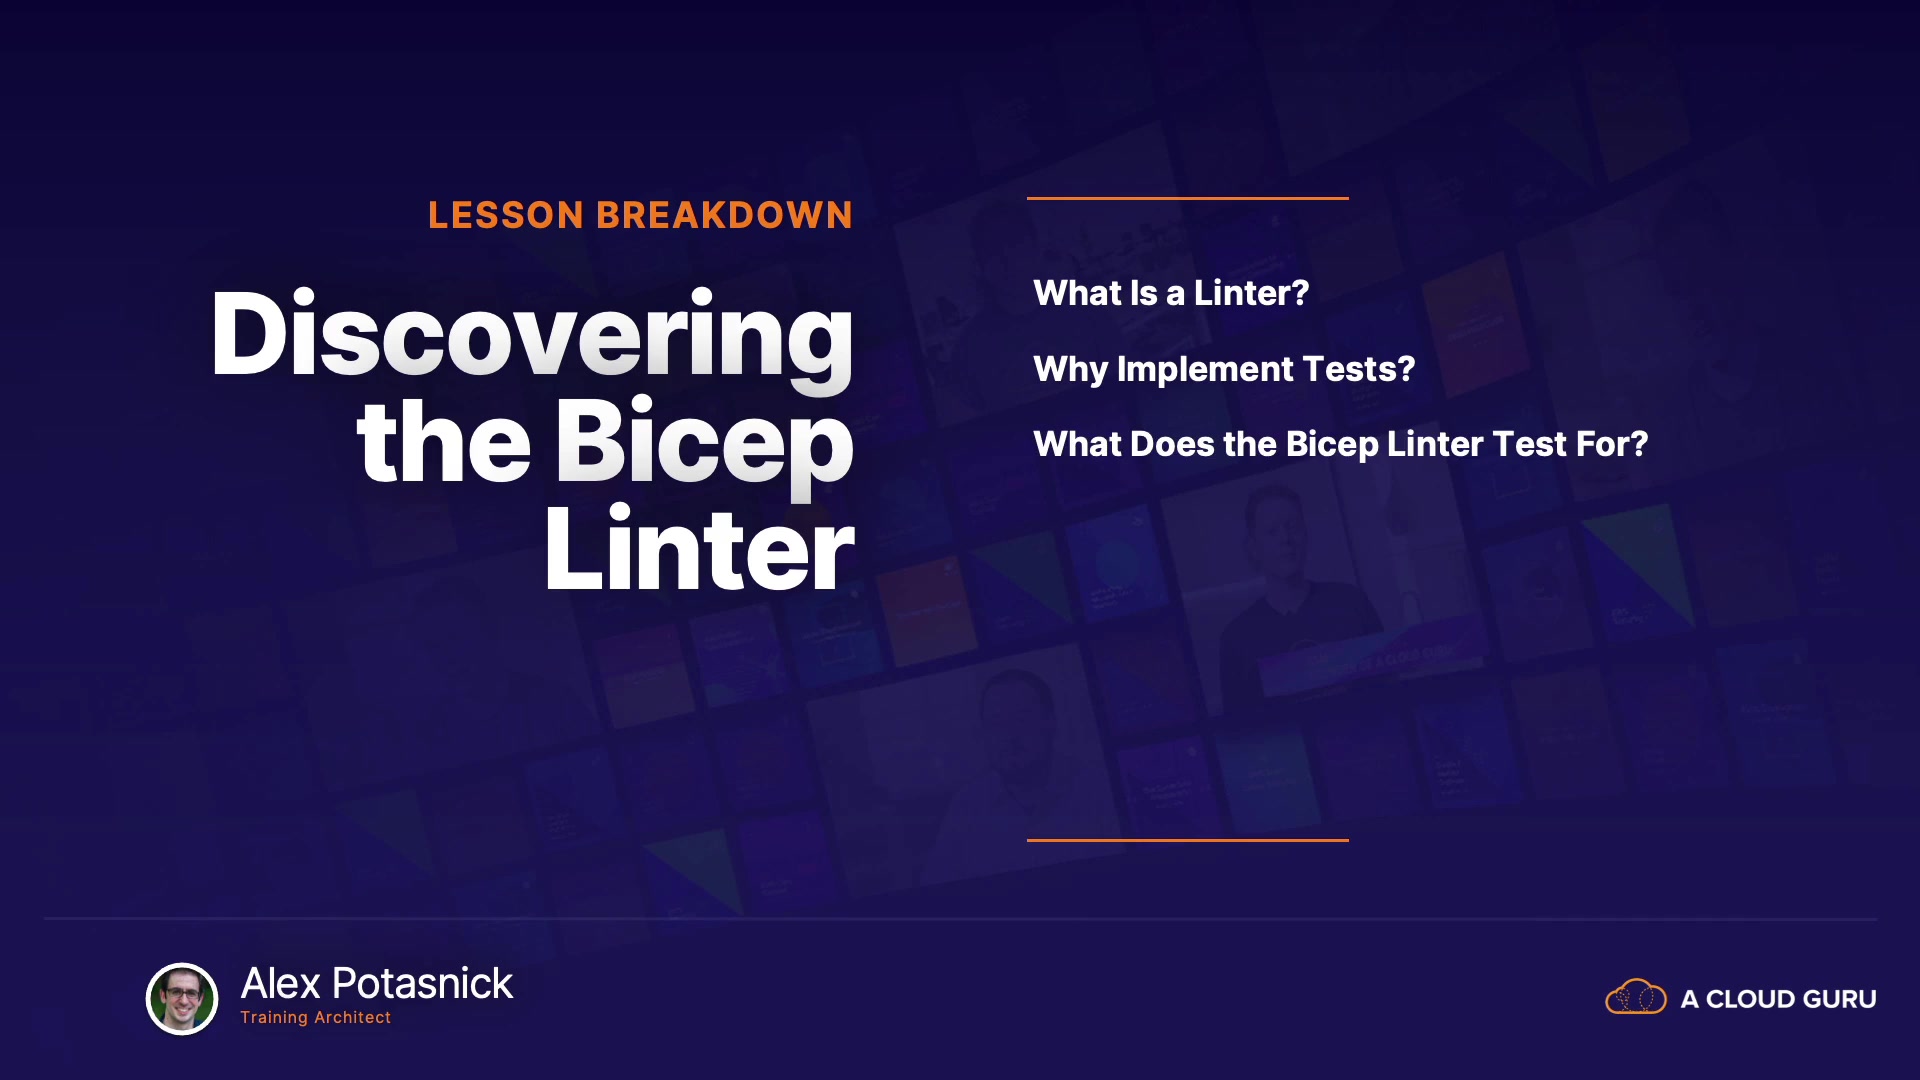 LESSON BREAKDOWN
Discovering
the Bicep
Linter
What Is a Linter?
Why Implement Tests?
What Does the Bicep Linter Test For?
Alex Potasnick
Training Architect
A CLOUD GURU